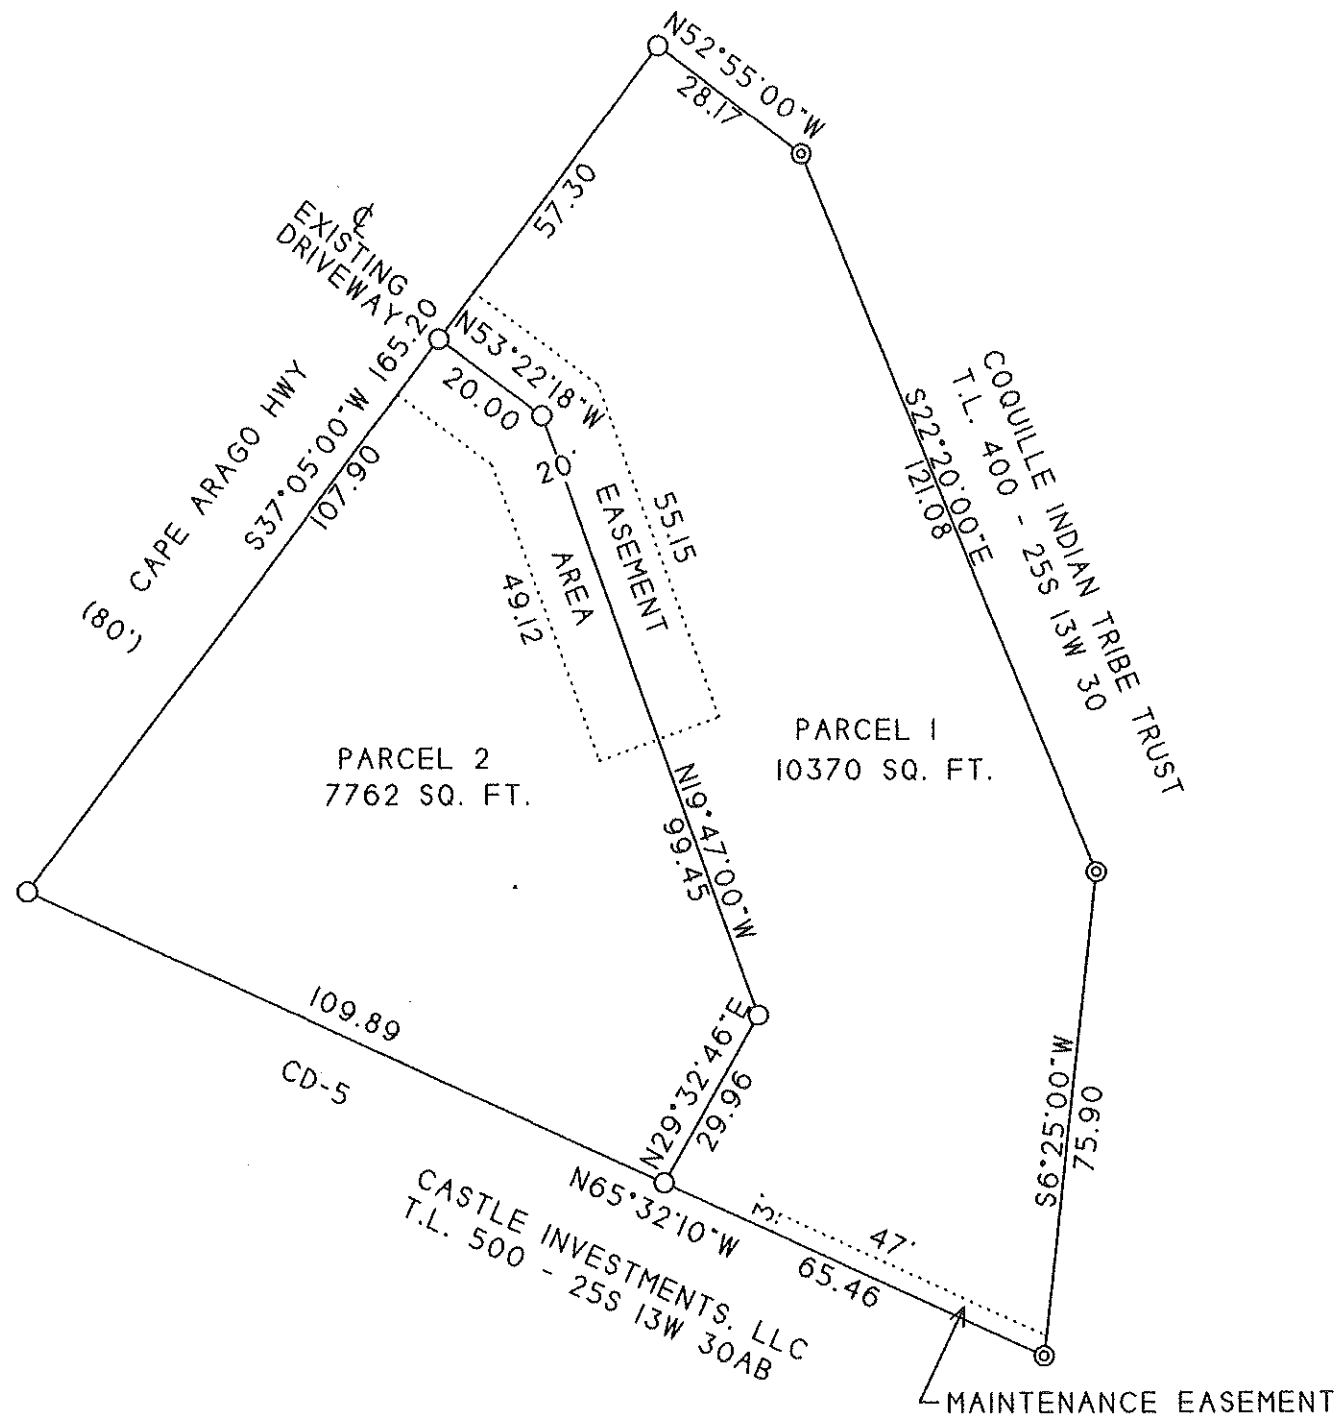 N52°55'00"W
28.17
57.30
℄
EXISTING
DRIVEWAY
S37°05'00"W 165.20
107.90
CAPE ARAGO HWY
(80')
N53°22'18"W
20.00
20'
EASEMENT
AREA
55.15
49.12
S22°20'00"E
121.08
COQUILLE INDIAN TRIBE TRUST
T.L. 400 - 25S 13W 30
PARCEL 2
7762 SQ. FT.
PARCEL 1
10370 SQ. FT.
N19°47'00"W
99.45
109.89
CD-5
N29°32'46"E
29.96
S6°25'00"W
75.90
N65°32'10"W
3'
47'
65.46
CASTLE INVESTMENTS, LLC
T.L. 500 - 25S 13W 30AB
MAINTENANCE EASEMENT